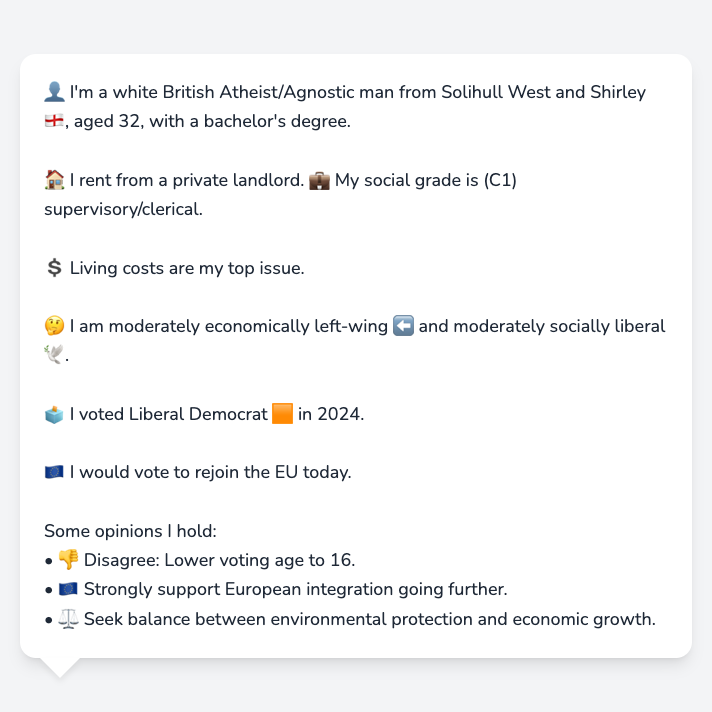 👤 I'm a white British Atheist/Agnostic man from Solihull West and Shirley
🏴󠁧󠁢󠁥󠁮󠁧󠁿, aged 32, with a bachelor's degree.
🏠 I rent from a private landlord. 💼 My social grade is (C1)
supervisory/clerical.
💲 Living costs are my top issue.
🤔 I am moderately economically left-wing ⬅️ and moderately socially liberal
🕊️.
🗳️ I voted Liberal Democrat 🟧 in 2024.
🇪🇺 I would vote to rejoin the EU today.
Some opinions I hold:
• 👎 Disagree: Lower voting age to 16.
• 🇪🇺 Strongly support European integration going further.
• ⚖️ Seek balance between environmental protection and economic growth.